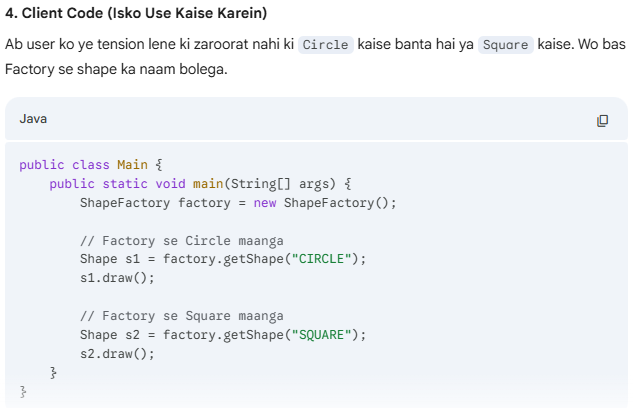 4. Client Code (Isko Use Kaise Karein)
Ab user ko ye tension lene ki zaroorat nahi ki Circle kaise banta hai ya Square kaise. Wo bas
Factory se shape ka naam bolega.
Java
public class Main {
    public static void main(String[] args) {
        ShapeFactory factory = new ShapeFactory();

        // Factory se Circle maanga
        Shape s1 = factory.getShape("CIRCLE");
        s1.draw();

        // Factory se Square maanga
        Shape s2 = factory.getShape("SQUARE");
        s2.draw();
    }
}